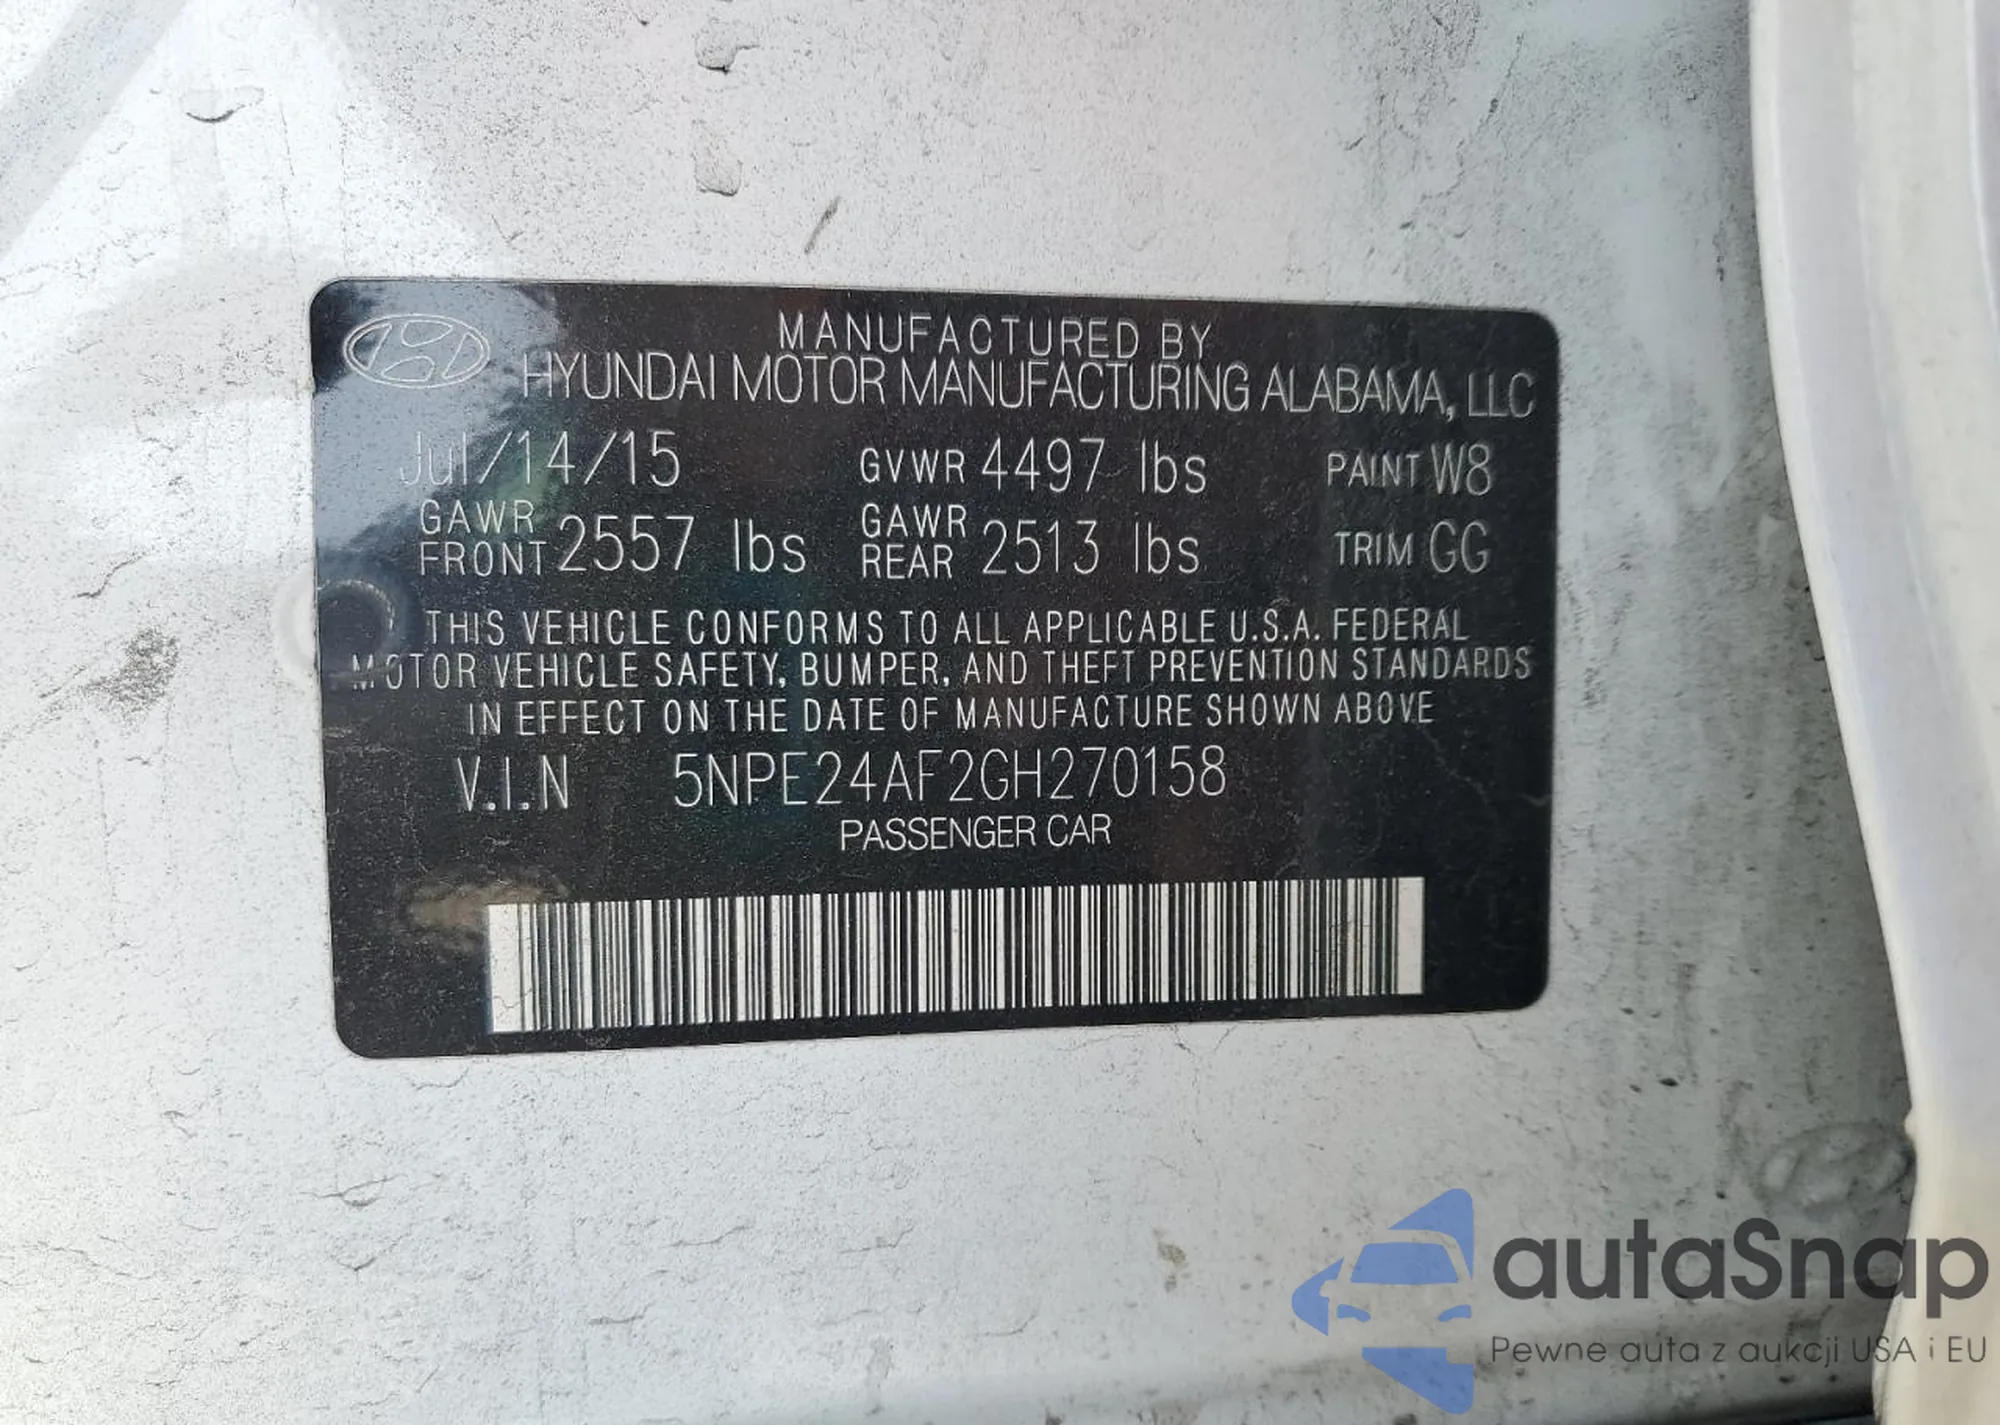 MANUFACTURED BY
HYUNDAI MOTOR MANUFACTURING ALABAMA, LLC
Jul/14/15 GVWR 4497 lbs PAINT W8
GAWR FRONT 2557 lbs GAWR REAR 2513 lbs TRIM GG
THIS VEHICLE CONFORMS TO ALL APPLICABLE U.S.A. FEDERAL
MOTOR VEHICLE SAFETY, BUMPER, AND THEFT PREVENTION STANDARDS
IN EFFECT ON THE DATE OF MANUFACTURE SHOWN ABOVE
V.I.N 5NPE24AF2GH270158
PASSENGER CAR
autaSnap
Pewne auta z aukcji USA i EU